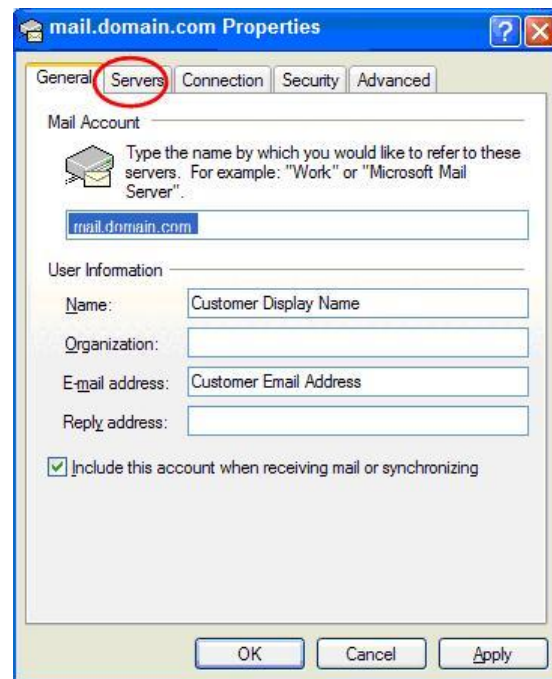 mail.domain.com Properties
General Servers Connection Security Advanced
Mail Account
Type the name by which you would like to refer to these
servers. For example: "Work" or "Microsoft Mail
Server".
mail.domain.com
User Information
Name: Customer Display Name
Organization:
E-mail address: Customer Email Address
Reply address:
Include this account when receiving mail or synchronizing
OK Cancel Apply